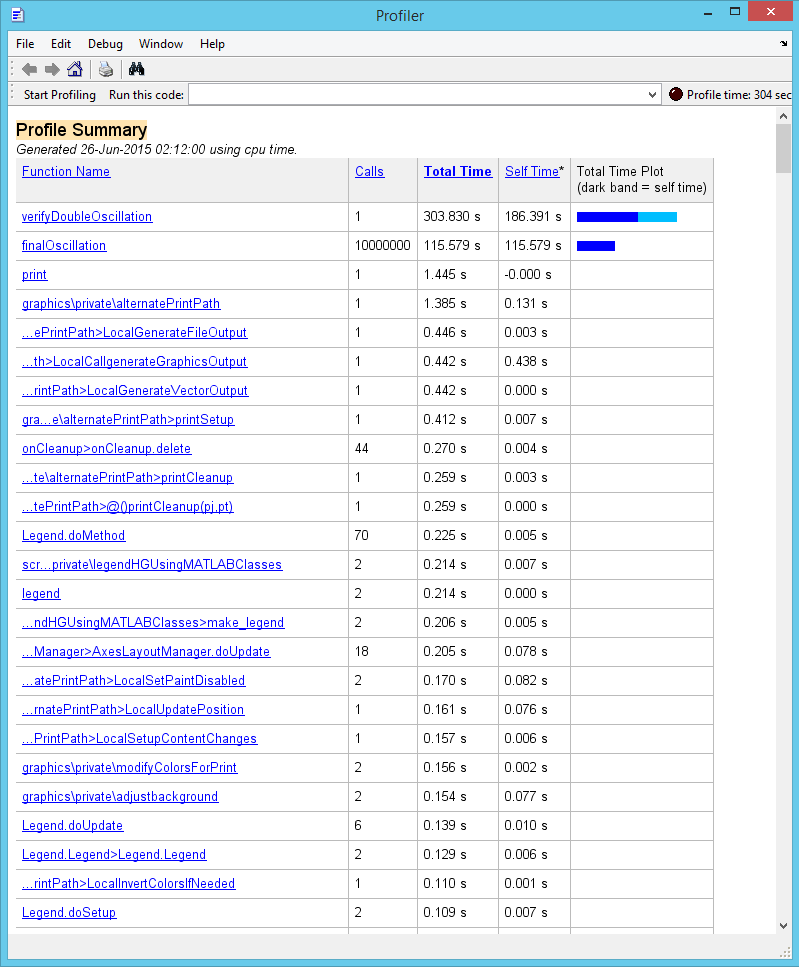 Profiler
File Edit Debug Window Help
Start Profiling Run this code: Profile time: 304 sec
Profile Summary
Generated 26-Jun-2015 02:12:00 using cpu time.
Function Name Calls Total Time Self Time* Total Time Plot
(dark band = self time)
verifyDoubleOscillation 1 303.830 s 186.391 s
finalOscillation 10000000 115.579 s 115.579 s
print 1 1.445 s -0.000 s
graphics\private\alternatePrintPath 1 1.385 s 0.131 s
...ePrintPath>LocalGenerateFileOutput 1 0.446 s 0.003 s
...th>LocalCallgenerateGraphicsOutput 1 0.442 s 0.438 s
...rintPath>LocalGenerateVectorOutput 1 0.442 s 0.000 s
gra...e\alternatePrintPath>printSetup 1 0.412 s 0.007 s
onCleanup>onCleanup.delete 44 0.270 s 0.004 s
...te\alternatePrintPath>printCleanup 1 0.259 s 0.003 s
...tePrintPath>@()printCleanup(pj,pt) 1 0.259 s 0.000 s
Legend.doMethod 70 0.225 s 0.005 s
scr...private\legendHGUsingMATLABClasses 2 0.214 s 0.007 s
legend 2 0.214 s 0.000 s
...ndHGUsingMATLABClasses>make_legend 2 0.206 s 0.005 s
...Manager>AxesLayoutManager.doUpdate 18 0.205 s 0.078 s
...atePrintPath>LocalSetPaintDisabled 2 0.170 s 0.082 s
...rnatePrintPath>LocalUpdatePosition 1 0.161 s 0.076 s
...PrintPath>LocalSetupContentChanges 1 0.157 s 0.006 s
graphics\private\modifyColorsForPrint 2 0.156 s 0.002 s
graphics\private\adjustbackground 2 0.154 s 0.077 s
Legend.doUpdate 6 0.139 s 0.010 s
Legend.Legend>Legend.Legend 2 0.129 s 0.006 s
...rintPath>LocalInvertColorsIfNeeded 1 0.110 s 0.001 s
Legend.doSetup 2 0.109 s 0.007 s